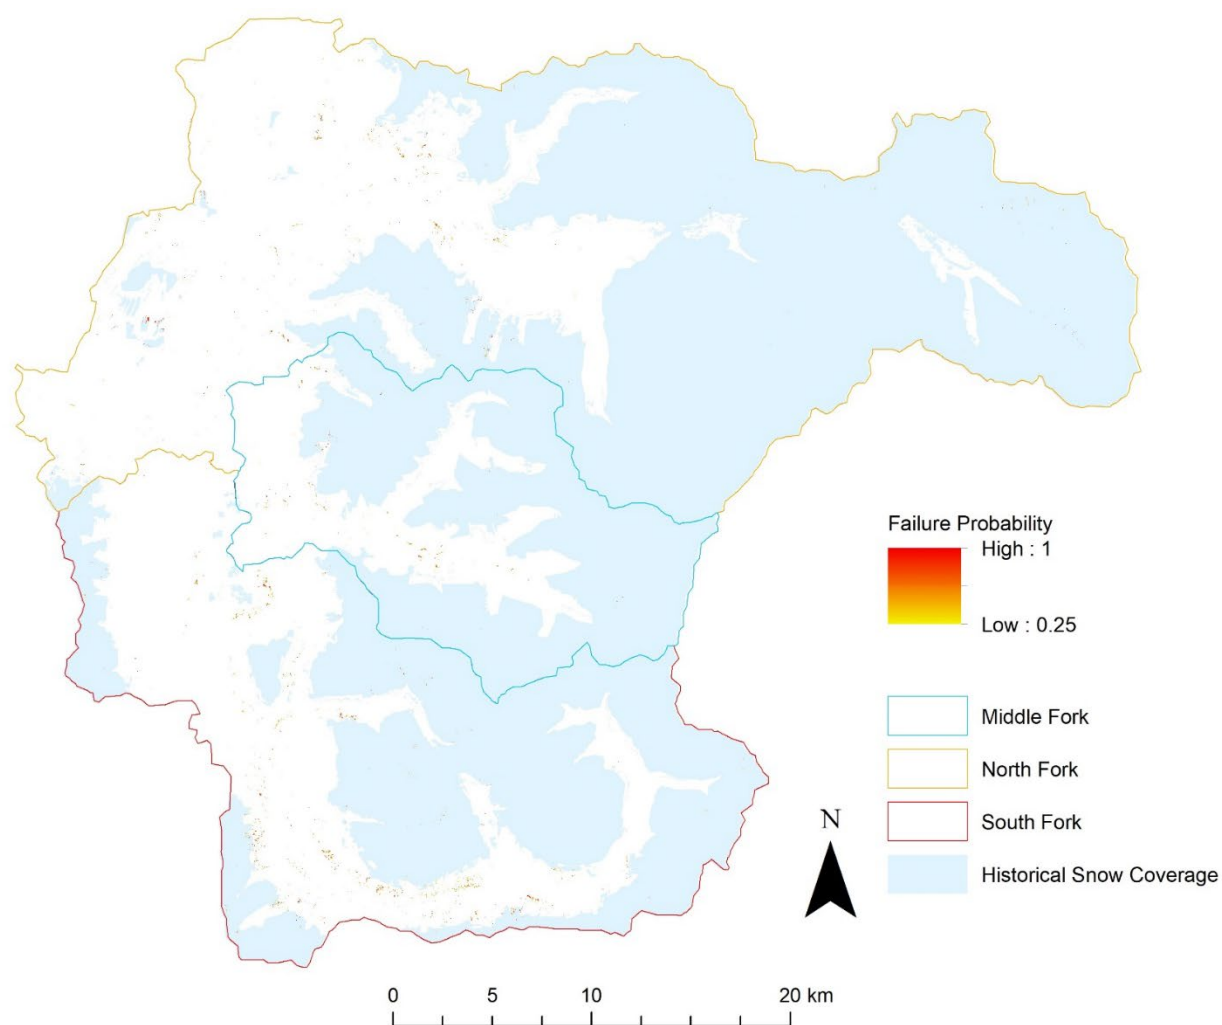 Failure Probability
High : 1
Low : 0.25
Middle Fork
North Fork
South Fork
Historical Snow Coverage
N
0 5 10 20 km